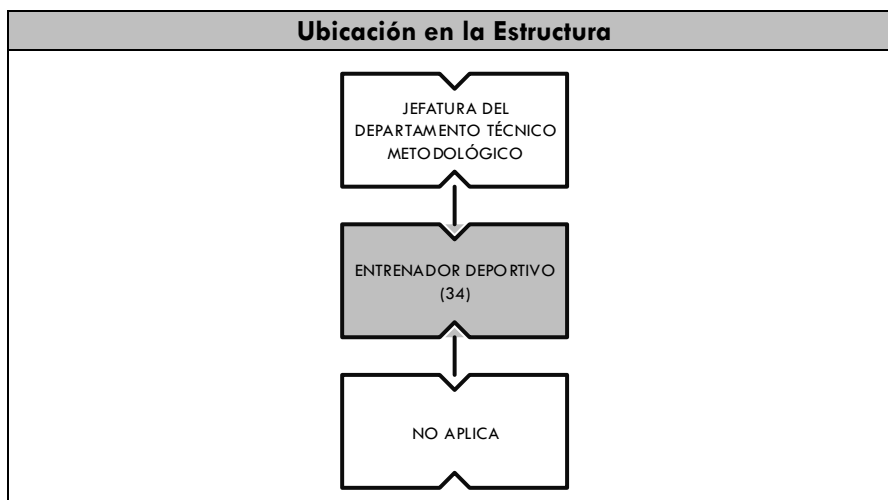 Ubicación en la Estructura
JEFATURA DEL
DEPARTAMENTO TÉCNICO
METODOLÓGICO
ENTRENADOR DEPORTIVO
(34)
NO APLICA